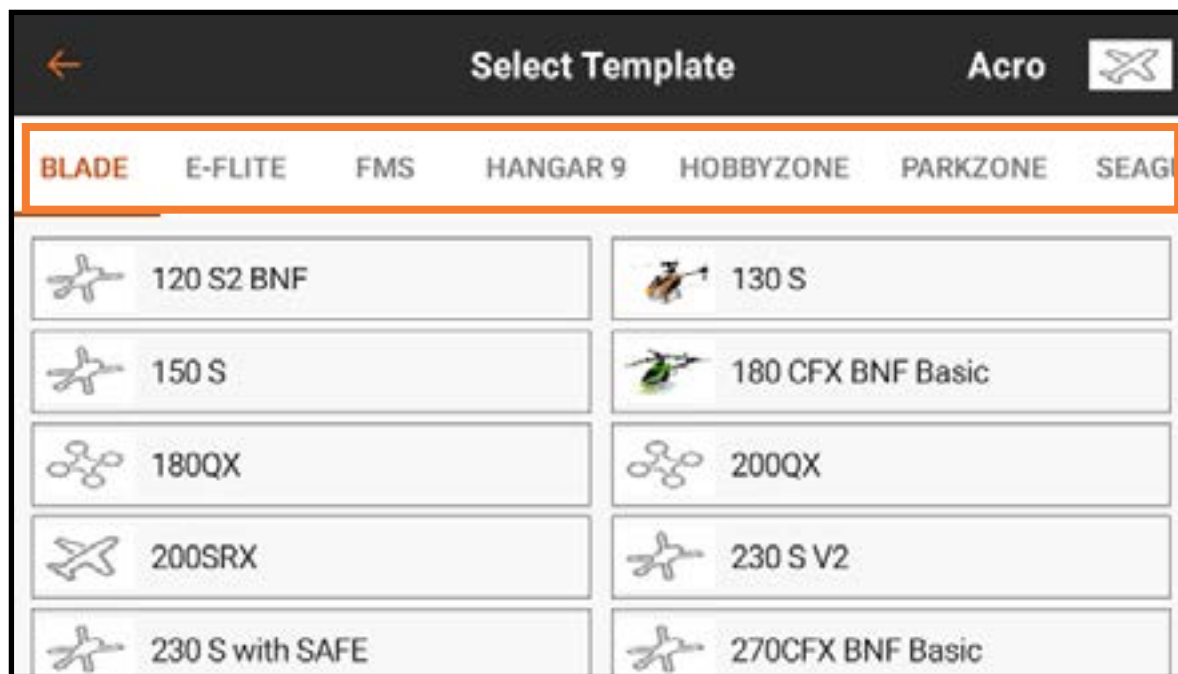 Select Template Acro
BLADE E-FLITE FMS HANGAR 9 HOBBYZONE PARKZONE
120 S2 BNF 130 S
150 S 180 CFX BNF Basic
180QX 200QX
200SRX 230 S V2
230 S with SAFE 270CFX BNF Basic